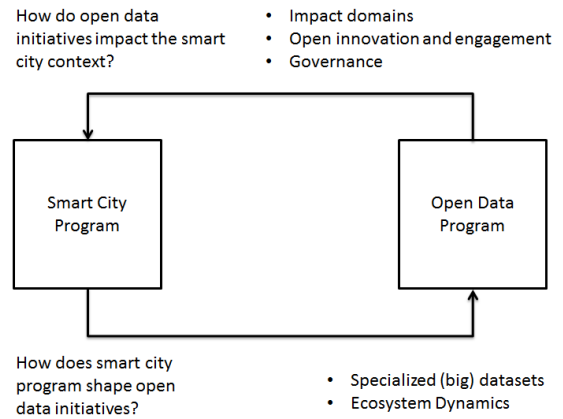 How do open data
initiatives impact the smart
city context?
• Impact domains
• Open innovation and engagement
• Governance
Smart City
Program
Open Data
Program
How does smart city
program shape open
data initiatives?
• Specialized (big) datasets
• Ecosystem Dynamics